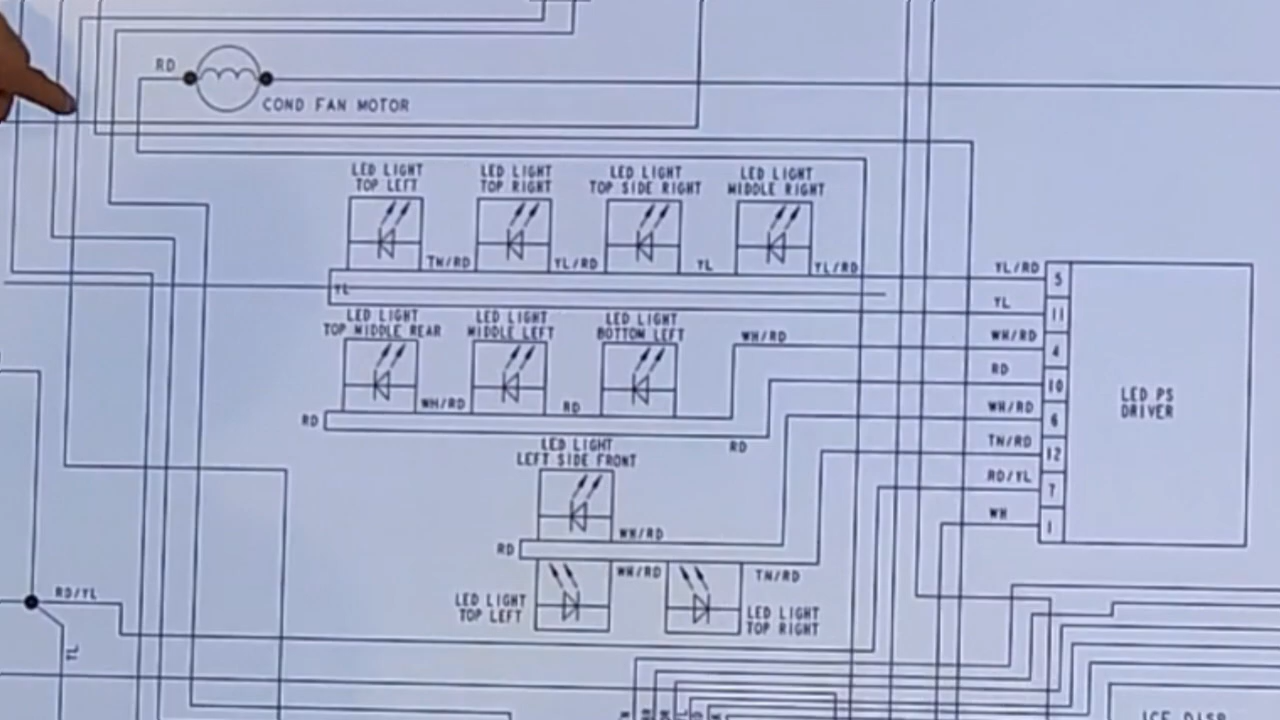 RD
COND FAN MOTOR
LED LIGHT
TOP LEFT
LED LIGHT
TOP RIGHT
LED LIGHT
TOP SIDE RIGHT
LED LIGHT
MIDDLE RIGHT
TN/RD
YL/RD
YL
YL/RD
YL/RD
5
YL
YL
11
LED LIGHT
TOP MIDDLE REAR
LED LIGHT
MIDDLE LEFT
LED LIGHT
BOTTOM LEFT
WH/RD
WH/RD
4
RD
10
WH/RD
RD
WH/RD
6
LED PS
DRIVER
RD
RD
TN/RD
12
LED LIGHT
LEFT SIDE FRONT
RD/YL
7
WH
1
WH/RD
RD
WH/RD
TN/RD
LED LIGHT
TOP LEFT
LED LIGHT
TOP RIGHT
RD/YL
YL
ICE DISP